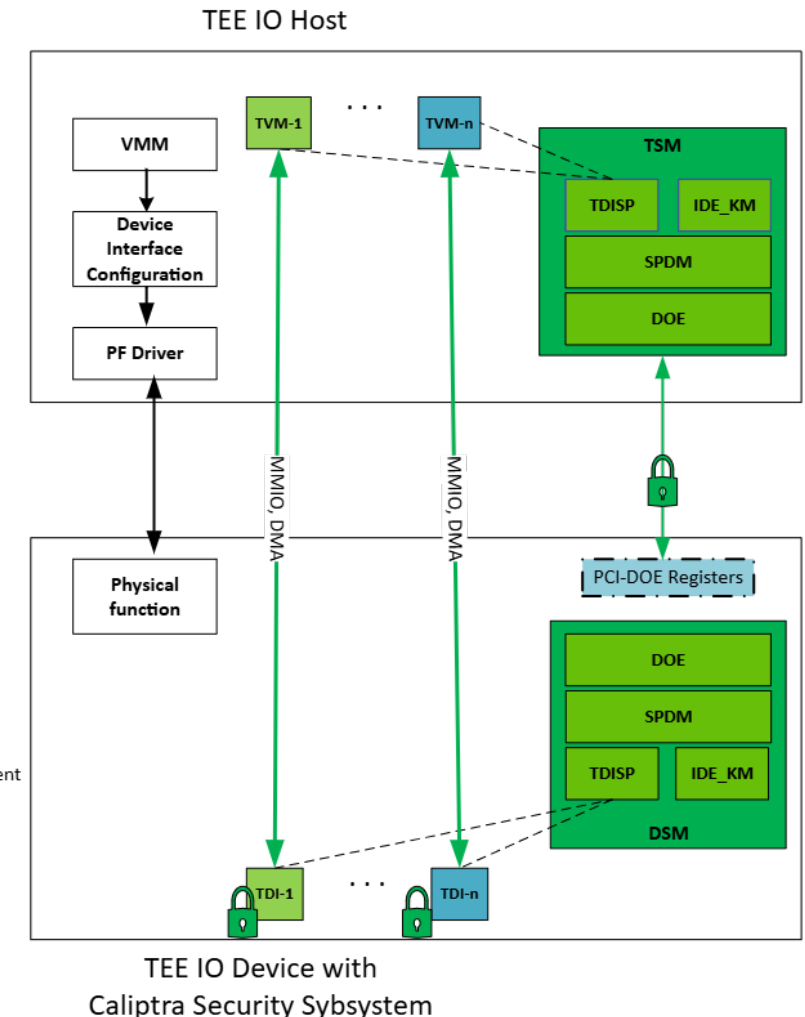 TEE IO Host
TVM-1
. . .
TVM-n
VMM
TSM
TDISP
IDE_KM
Device
Interface
Configuration
SPDM
DOE
PF Driver
MMIO, DMA
MMIO, DMA
PCI-DOE Registers
Physical
function
DOE
SPDM
TDISP
IDE_KM
ent
DSM
TDI-1
. . .
TDI-n
TEE IO Device with
Caliptra Security Sybsystem